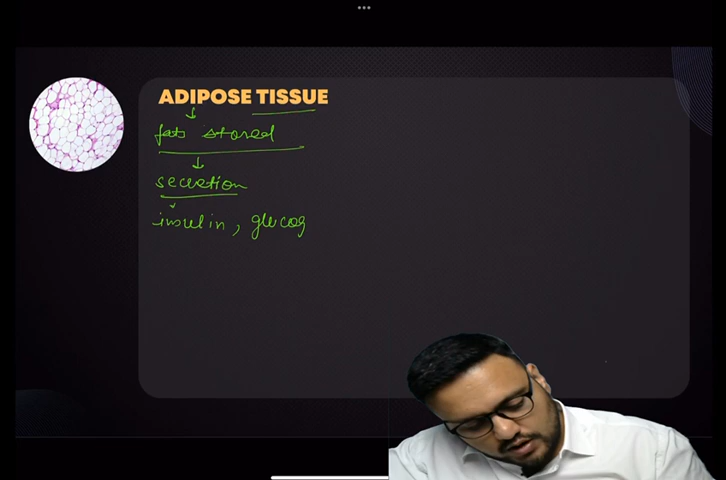 ADIPOSE TISSUE
fats stored
secretion
insulin, glucog